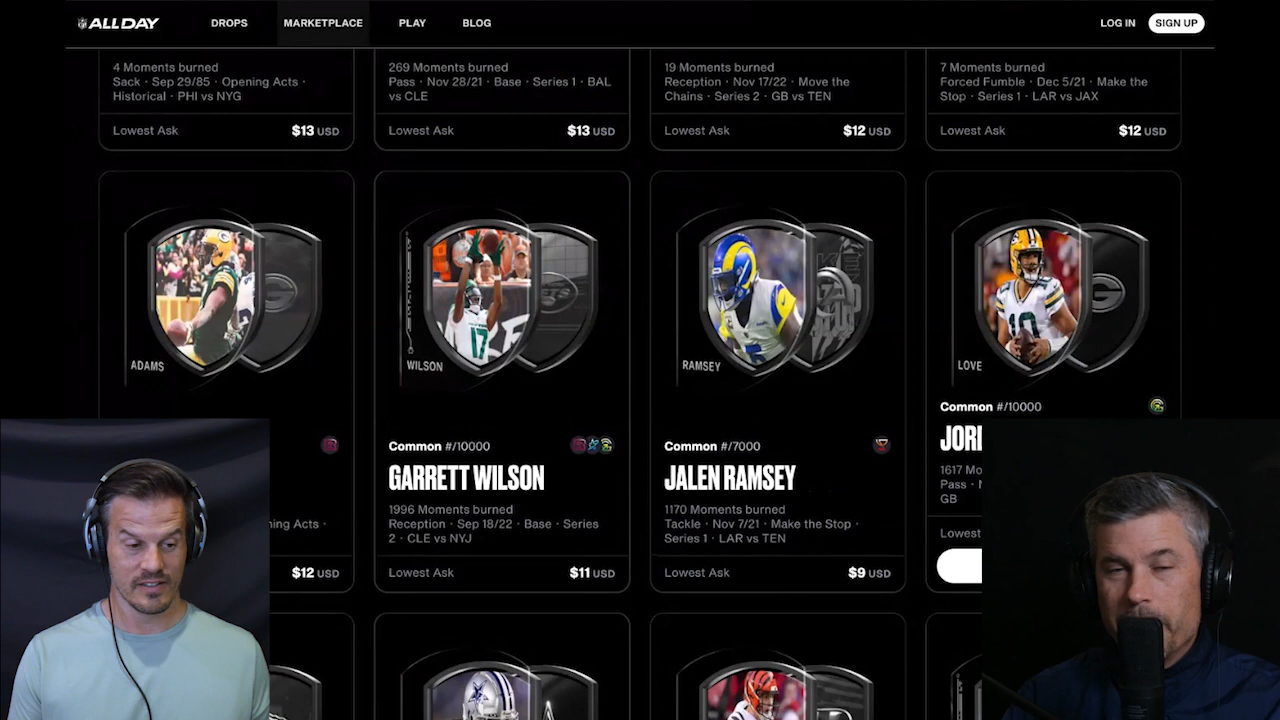 NFL ALL DAY DROPS MARKETPLACE PLAY BLOG LOG IN SIGN UP
4 Moments burned
Sack · Sep 29/85 · Opening Acts ·
Historical · PHI vs NYG
Lowest Ask $13 USD
269 Moments burned
Pass · Nov 28/21 · Base · Series 1 · BAL
vs CLE
Lowest Ask $13 USD
19 Moments burned
Reception · Nov 17/22 · Move the
Chains · Series 2 · GB vs TEN
Lowest Ask $12 USD
7 Moments burned
Forced Fumble · Dec 5/21 · Make the
Stop · Series 1 · LAR vs JAX
Lowest Ask $12 USD
ADAMS
ing Acts ·
$12 USD
WILSON
17
Common #/10000
GARRETT WILSON
1996 Moments burned
Reception · Sep 18/22 · Base · Series
2 · CLE vs NYJ
Lowest Ask $11 USD
RAMSEY
Common #/7000
JALEN RAMSEY
1170 Moments burned
Tackle · Nov 7/21 · Make the Stop ·
Series 1 · LAR vs TEN
Lowest Ask $9 USD
LOVE
10
Common #/10000
JOR
1617 Mo
Pass ·
GB
Lowest